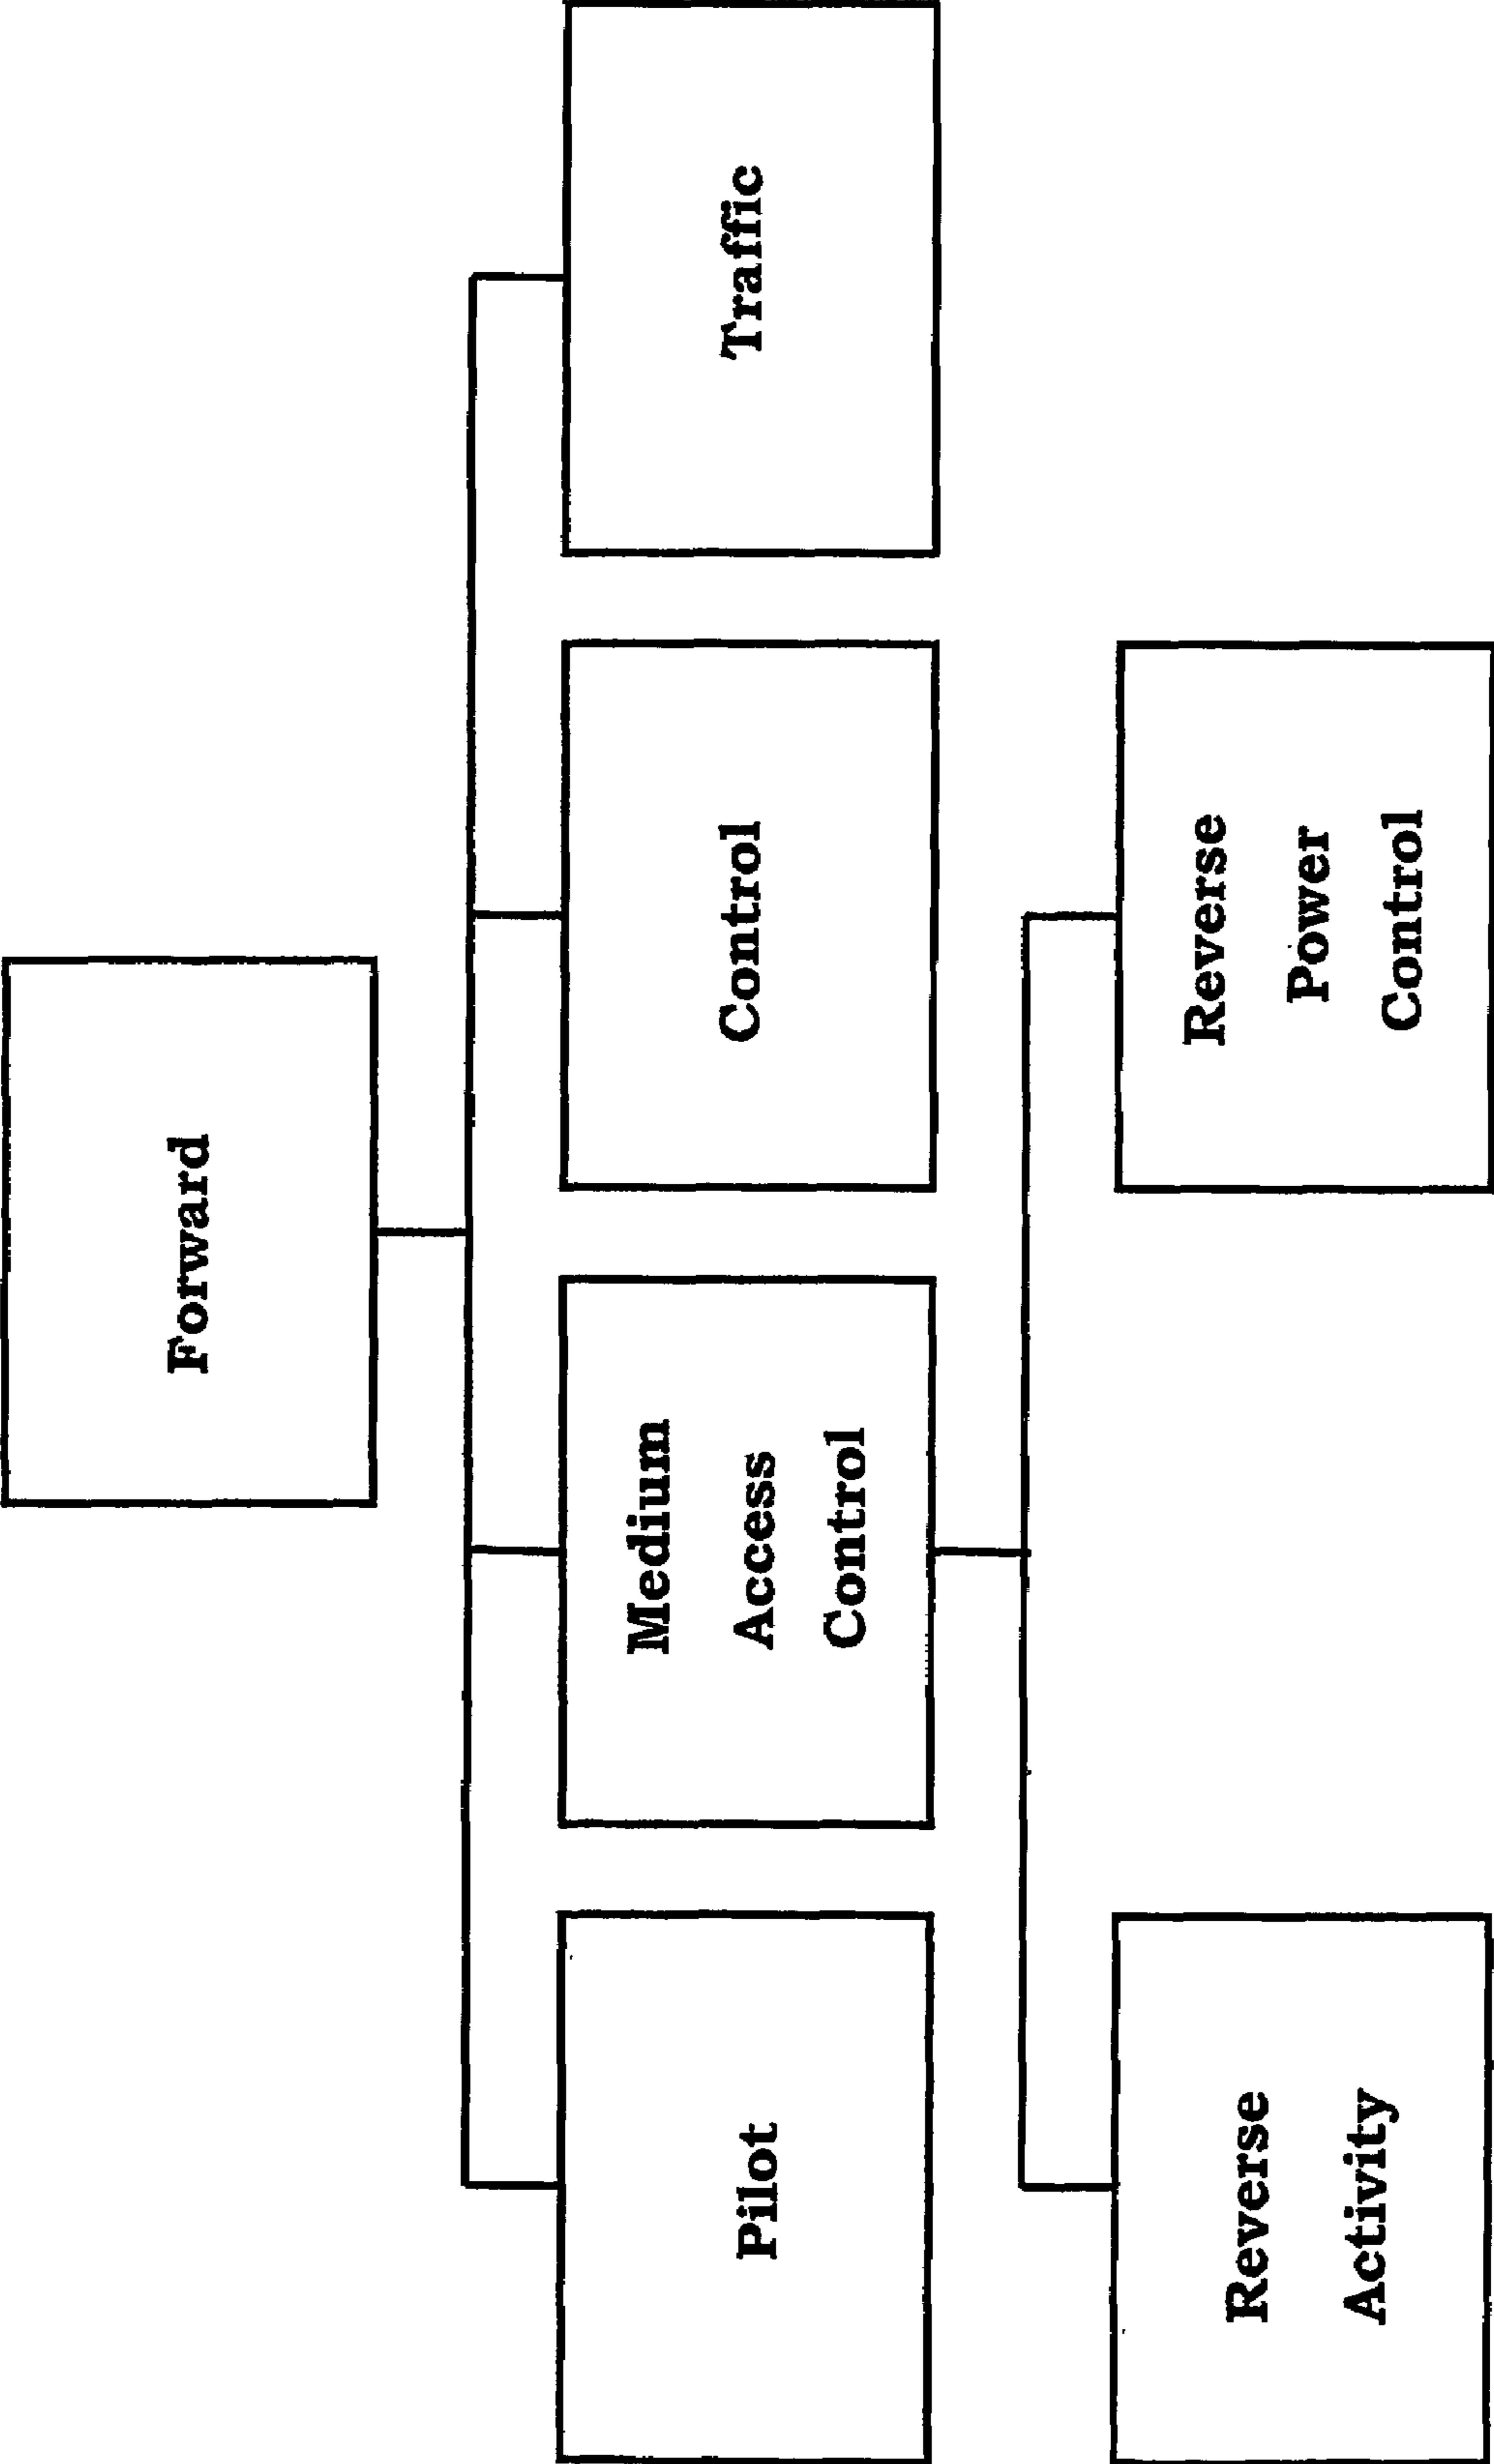 Forward
Pilot
Medium
Access
Control
Control
Traffic
Reverse
Activity
Reverse
Power
Control